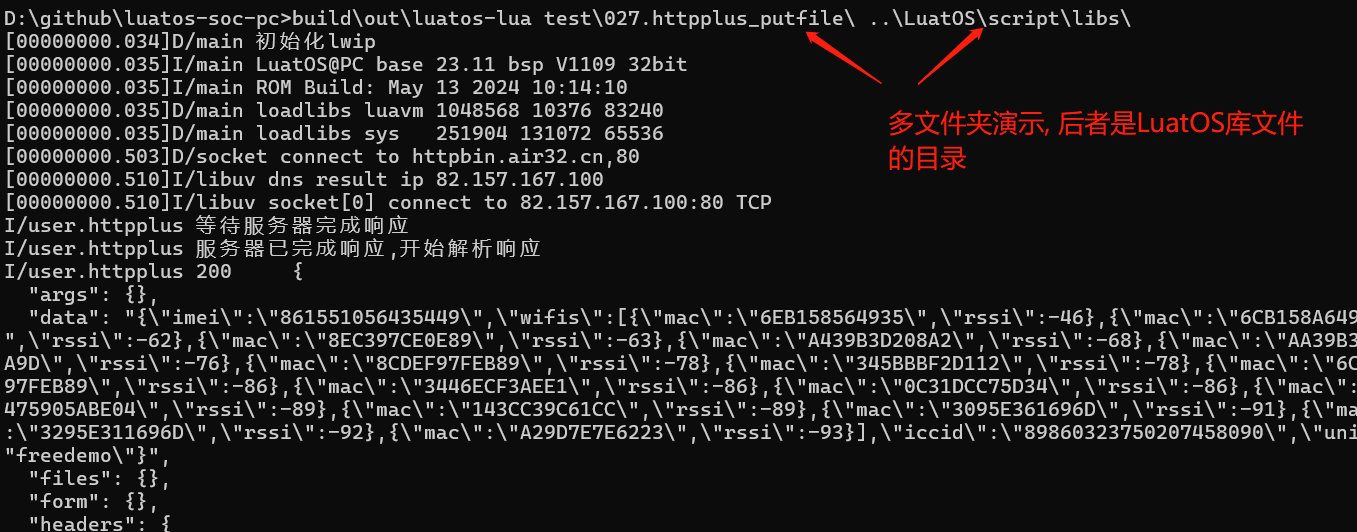 D:\github\luatos-soc-pc>build\out\luatos-lua test\027.httpplus_putfile\ ..\LuatOS\script\libs\
[00000000.034]D/main 初始化lwip
[00000000.035]I/main LuatOS@PC base 23.11 bsp V1109 32bit
[00000000.035]I/main ROM Build: May 13 2024 10:14:10
[00000000.035]D/main loadlibs luavm 1048568 10376 83240
[00000000.035]D/main loadlibs sys   251904 131072 65536
[00000000.503]D/socket connect to httpbin.air32.cn,80
[00000000.510]I/libuv dns result ip 82.157.167.100
[00000000.510]I/libuv socket[0] connect to 82.157.167.100:80 TCP
多文件夹演示, 后者是LuatOS库文件
的目录
I/user.httpplus 等待服务器完成响应
I/user.httpplus 服务器已完成响应,开始解析响应
I/user.httpplus 200     {
  "args": {},
  "data": "{\"imei\":\"861551056435449\",\"wifis\":[{\"mac\":\"6EB158564935\",\"rssi\":-46},{\"mac\":\"6CB158A649
",\"rssi\":-62},{\"mac\":\"8EC397CE0E89\",\"rssi\":-63},{\"mac\":\"A439B3D208A2\",\"rssi\":-68},{\"mac\":\"AA39B3
A9D\",\"rssi\":-76},{\"mac\":\"8CDEF97FEB89\",\"rssi\":-78},{\"mac\":\"345BBBF2D112\",\"rssi\":-78},{\"mac\":\"6C
97FEB89\",\"rssi\":-86},{\"mac\":\"3446ECF3AEE1\",\"rssi\":-86},{\"mac\":\"0C31DCC75D34\",\"rssi\":-86},{\"mac\":
475905ABE04\",\"rssi\":-89},{\"mac\":\"143CC39C61CC\",\"rssi\":-89},{\"mac\":\"3095E361696D\",\"rssi\":-91},{\"ma
:\"3295E311696D\",\"rssi\":-92},{\"mac\":\"A29D7E7E6223\",\"rssi\":-93}],\"iccid\":\"89860323750207458090\",\"uni
"freedemo\"}",
  "files": {},
  "form": {},
  "headers": {